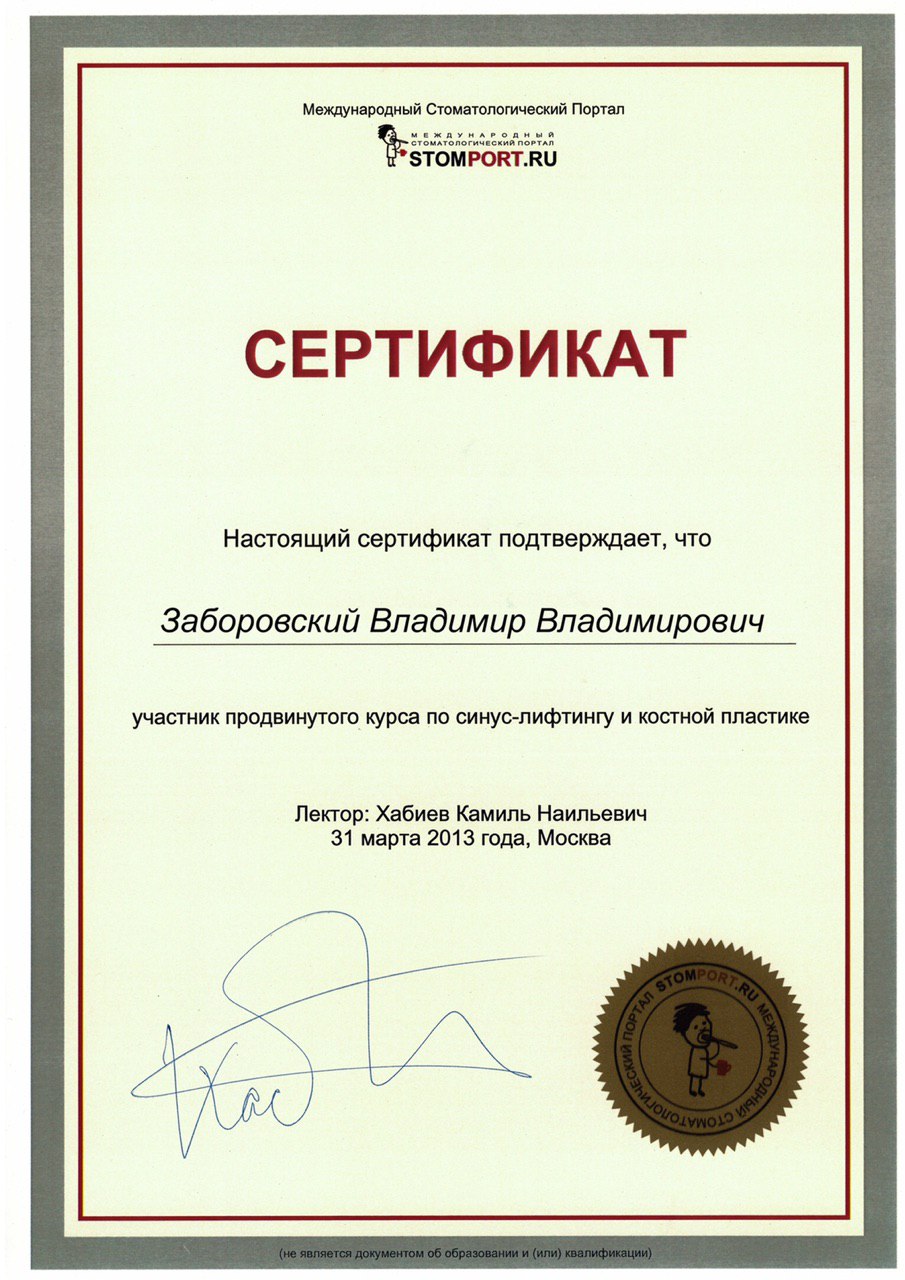 Международный Стоматологический Портал
МЕЖДУНАРОДНЫЙ
СТОМАТОЛОГИЧЕСКИЙ ПОРТАЛ
STOMPORT.RU
СЕРТИФИКАТ
Настоящий сертификат подтверждает, что
Заборовский Владимир Владимирович
участник продвинутого курса по синус-лифтингу и костной пластике
Лектор: Хабиев Камиль Наильевич
31 марта 2013 года, Москва
STOMPORT.RU МЕЖДУНАРОДНЫЙ СТОМАТОЛОГИЧЕСКИЙ ПОРТАЛ
(не является документом об образовании и (или) квалификации)